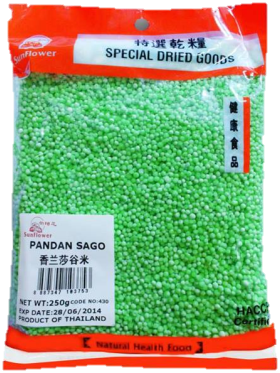 特選乾糧
SunFlower
SPECIAL DRIED GOODS
健康食品
Sunflower
PANDAN SAGO
香兰莎谷米
NET WT:250g CODE NO:430
EXP DATE:28/06/2014
PRODUCT OF THAILAND
HACC
Certifi
Natural Health Food